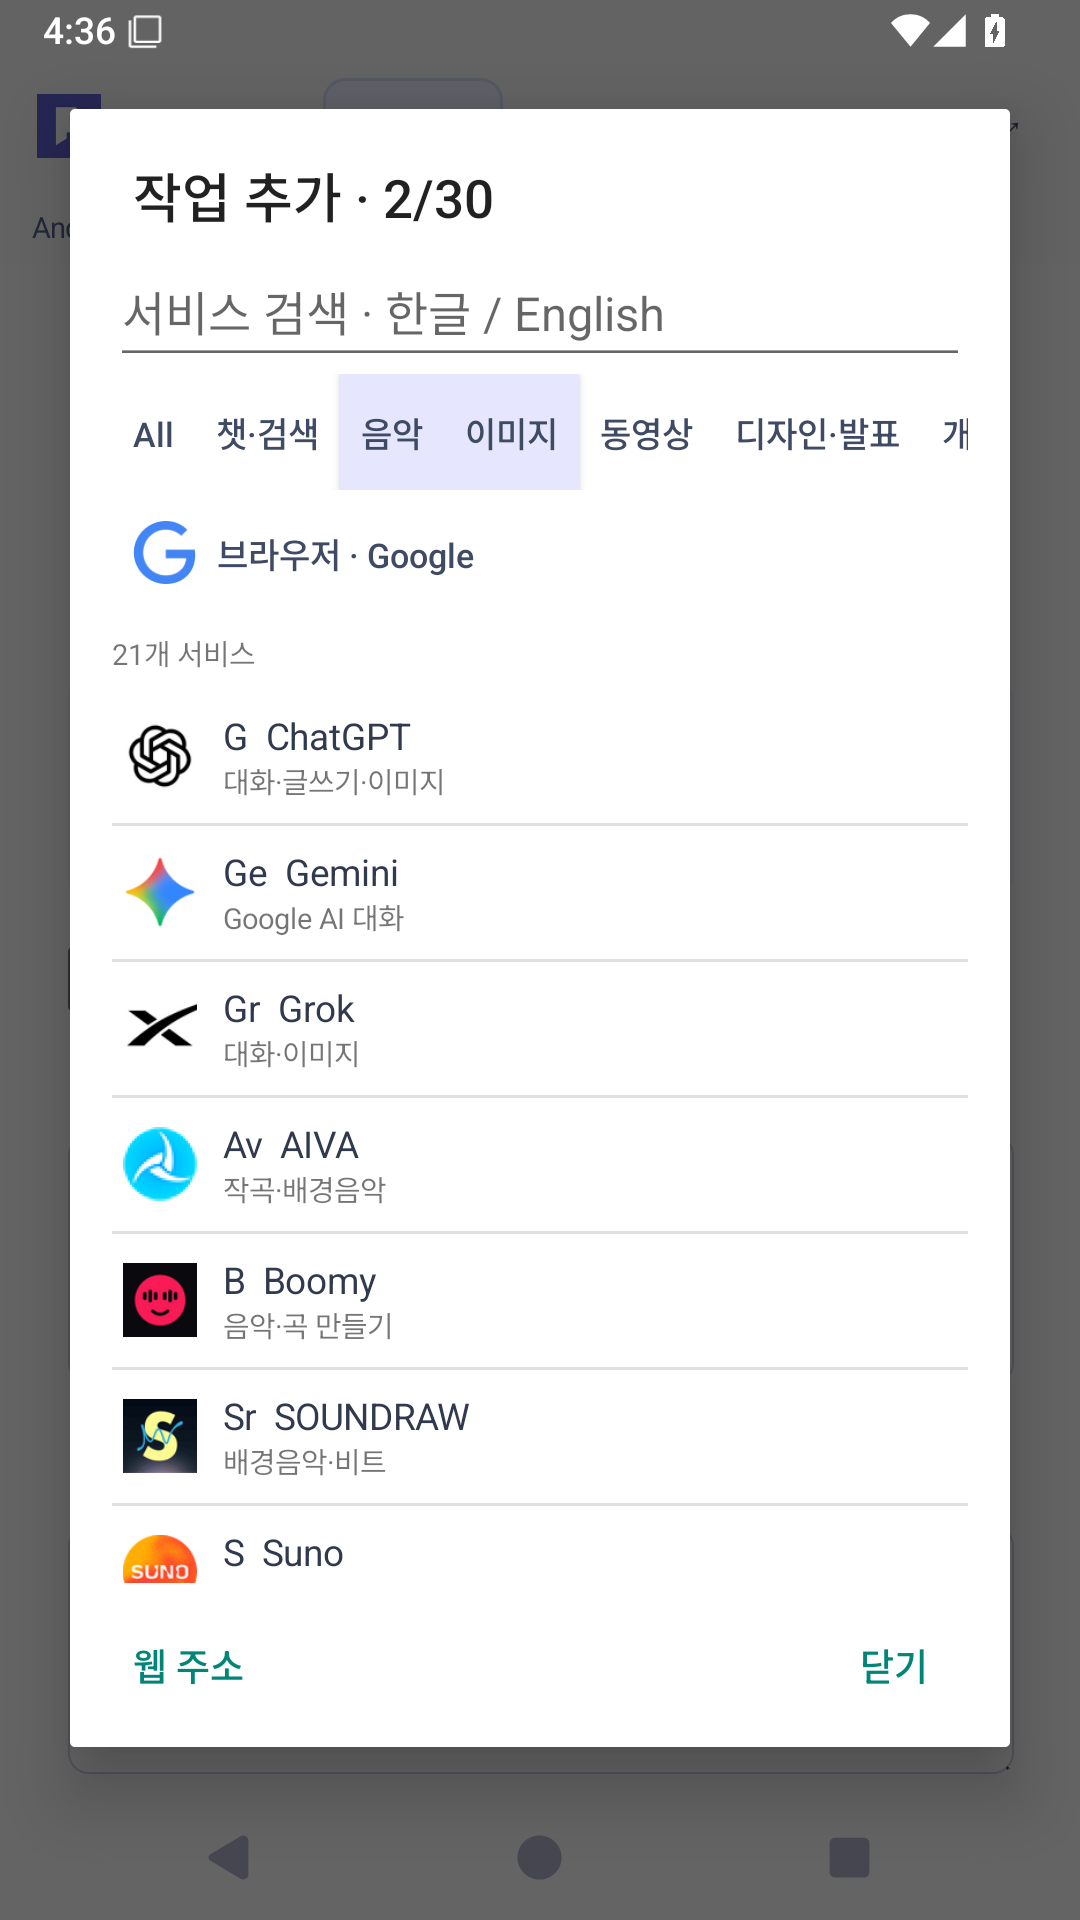 4:36
작업 추가 · 2/30
서비스 검색 · 한글 / English
All 챗·검색 음악 이미지 동영상 디자인·발표 개
브라우저 · Google
21개 서비스
G ChatGPT
대화·글쓰기·이미지
Ge Gemini
Google AI 대화
Gr Grok
대화·이미지
Av AIVA
작곡·배경음악
B Boomy
음악·곡 만들기
Sr SOUNDRAW
배경음악·비트
S Suno
SUNO
웹 주소 닫기